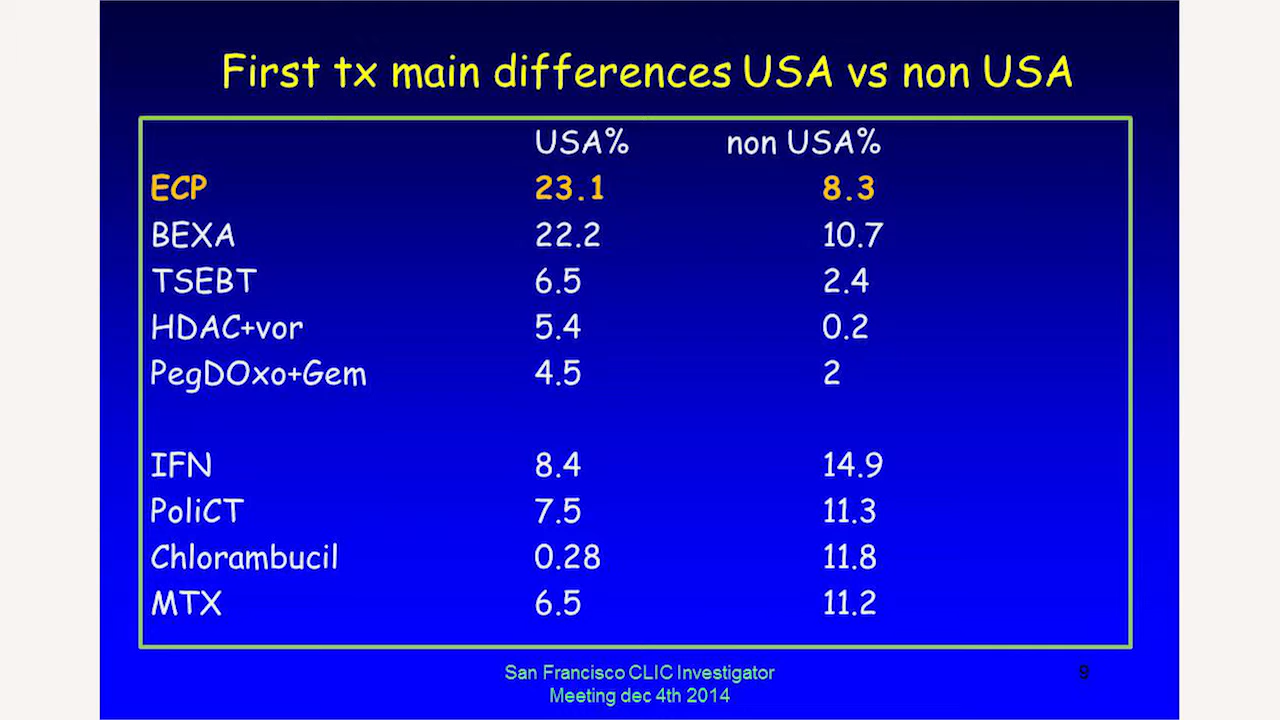 First tx main differences USA vs non USA
USA% non USA%
ECP 23.1 8.3
BEXA 22.2 10.7
TSEBT 6.5 2.4
HDAC+vor 5.4 0.2
PegDOxo+Gem 4.5 2
IFN 8.4 14.9
PoliCT 7.5 11.3
Chlorambucil 0.28 11.8
MTX 6.5 11.2
San Francisco CLIC Investigator
Meeting dec 4th 2014
9